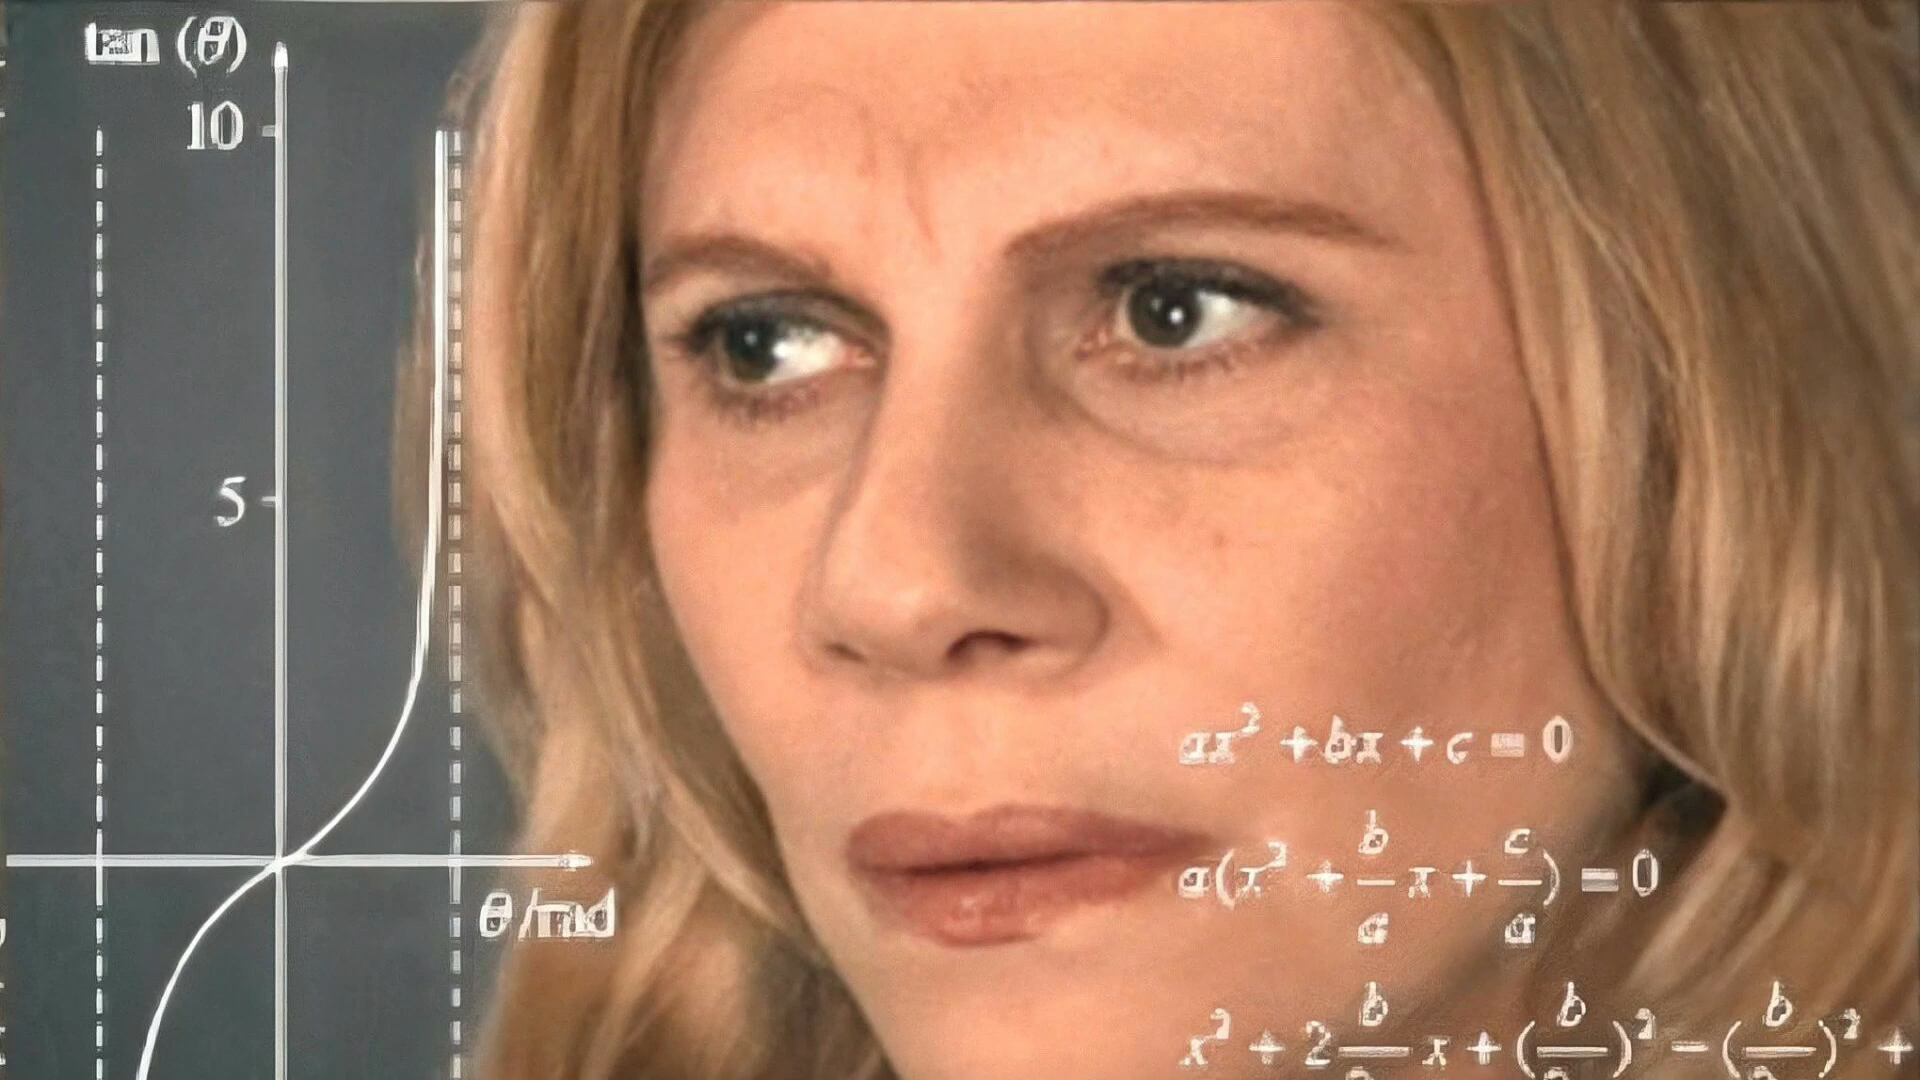 tan (θ)
10
5
θ/rad
ax² + bx + c = 0
a(x² + b/a x + c/a) = 0
x² + 2 b/ x + (b/ )² − (b/ )² +